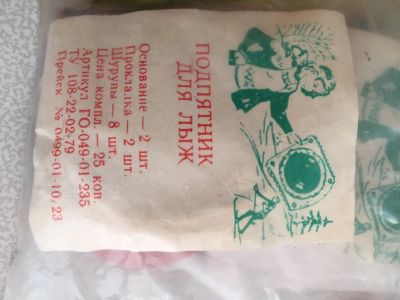 ПОДПЯТНИК
ДЛЯ ЛЫЖ
Основание — 2 шт.
Прокладка — 2 шт.
Шурупы — 8 шт.
Цена компл. — 25 коп.
Артикул ГО-049-01-235
ТУ 108-22-02-79
Прейск. № 0499-01-10, 23